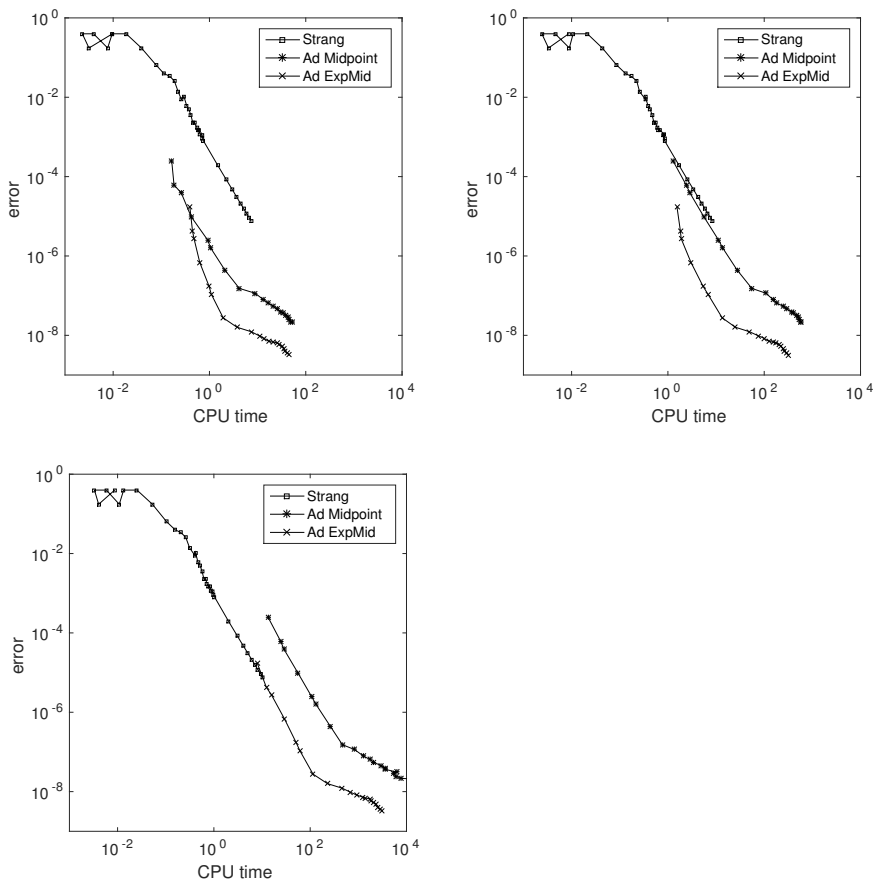 10^0
10^-2
10^-4
10^-6
10^-8
error
10^-2
10^0
10^2
10^4
CPU time
Strang
Ad Midpoint
Ad ExpMid
10^0
10^-2
10^-4
10^-6
10^-8
error
10^-2
10^0
10^2
10^4
CPU time
Strang
Ad Midpoint
Ad ExpMid
10^0
10^-2
10^-4
10^-6
10^-8
error
10^-2
10^0
10^2
10^4
CPU time
Strang
Ad Midpoint
Ad ExpMid